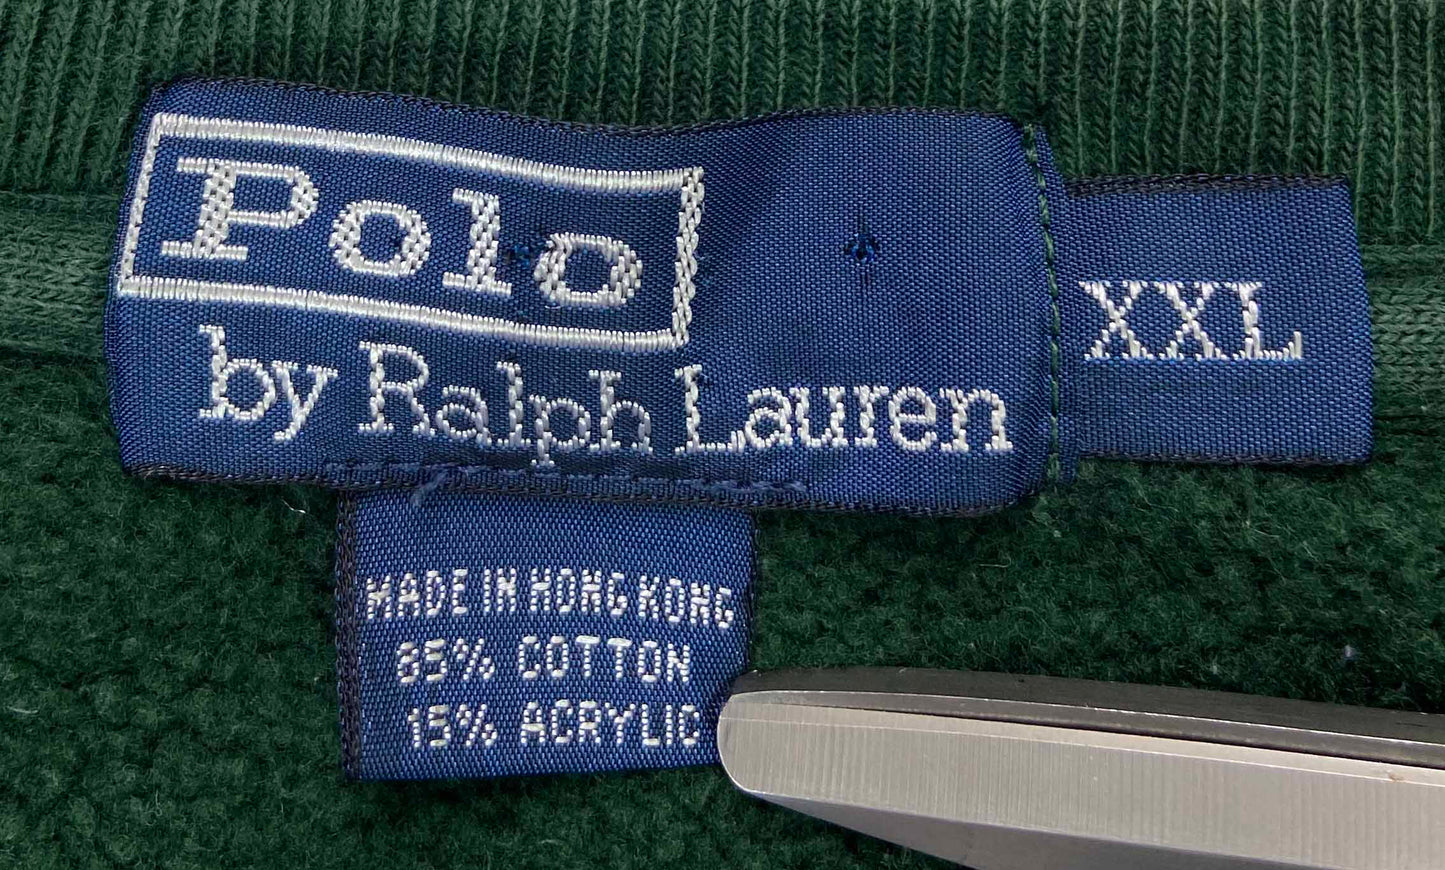 Polo
by Ralph Lauren
XXL
MADE IN HONG KONG
85% COTTON
15% ACRYLIC